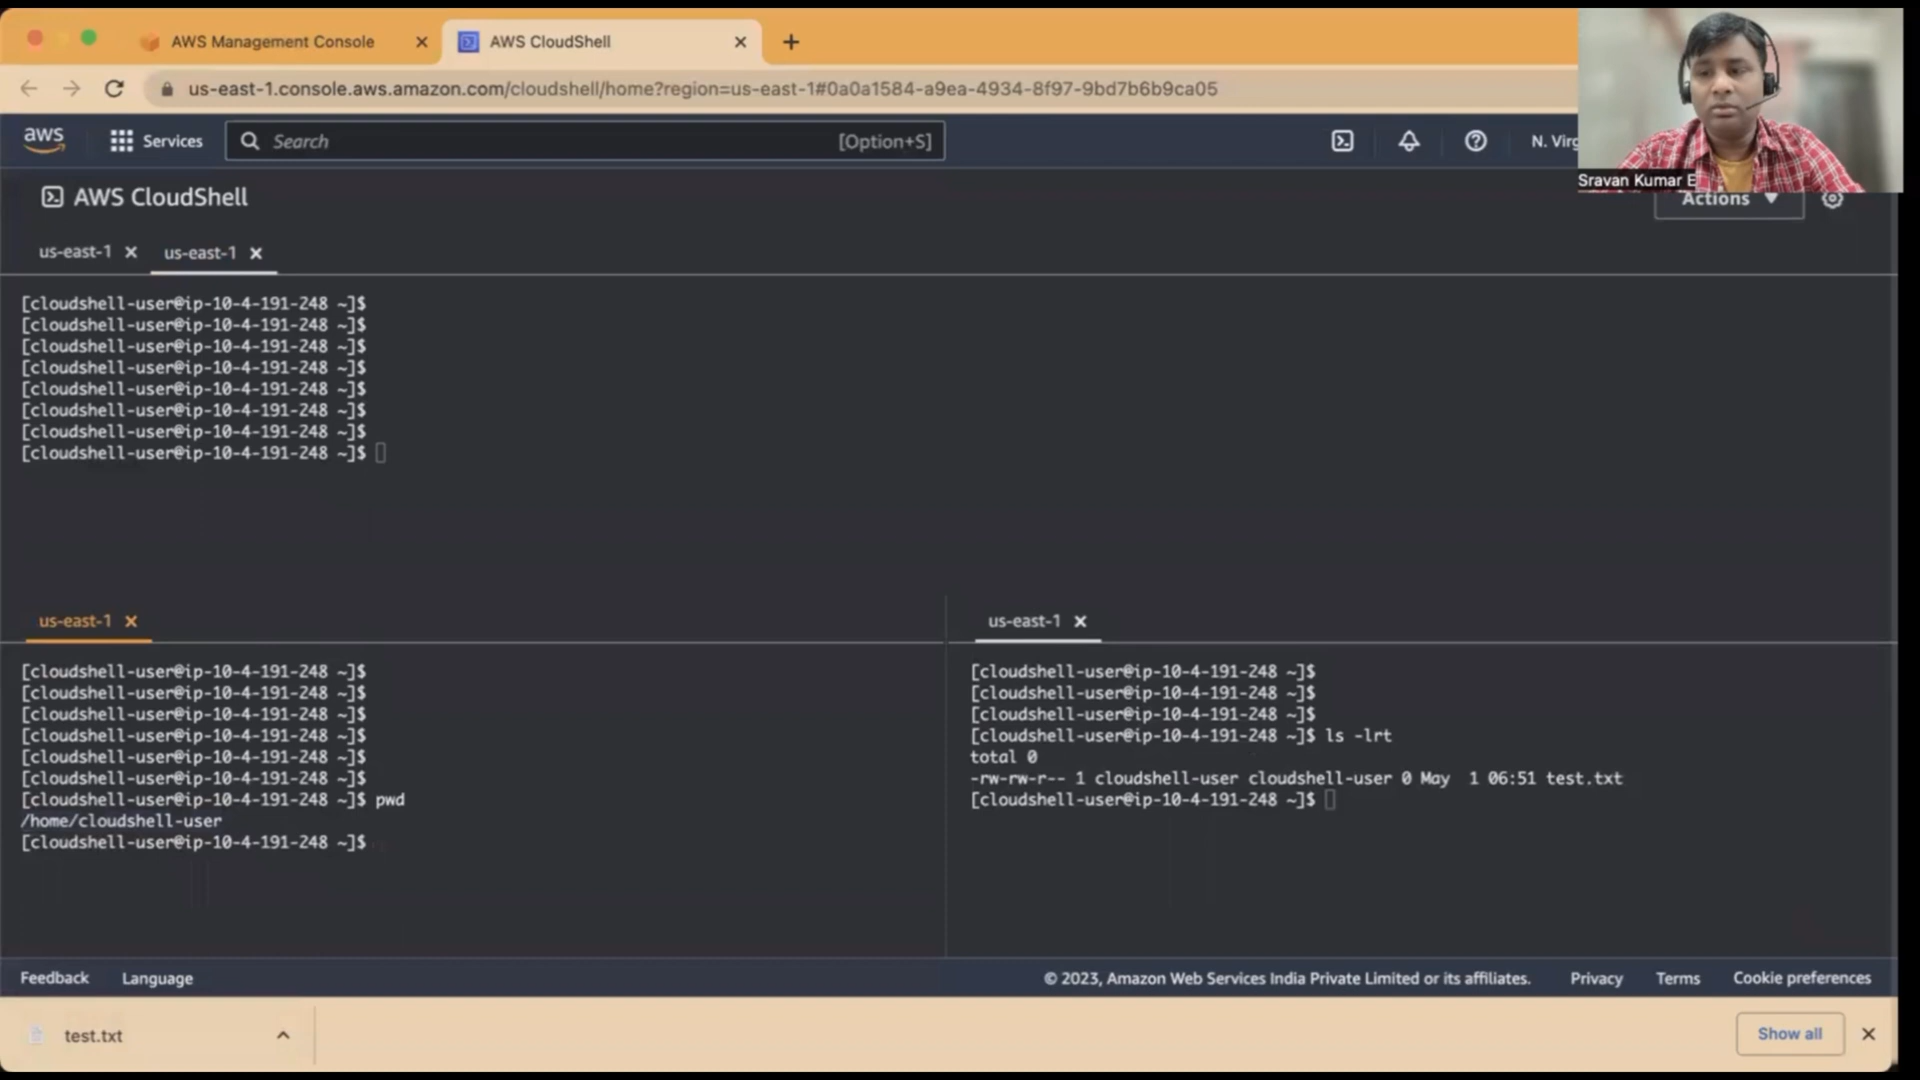 AWS Management Console
AWS CloudShell
us-east-1.console.aws.amazon.com/cloudshell/home?region=us-east-1#0a0a1584-a9ea-4934-8f97-9bd7b6b9ca05
aws Services Search [Option+S] N. Virg
Sravan Kumar E
AWS CloudShell
Actions
us-east-1 us-east-1
[cloudshell-user@ip-10-4-191-248 ~]$
[cloudshell-user@ip-10-4-191-248 ~]$
[cloudshell-user@ip-10-4-191-248 ~]$
[cloudshell-user@ip-10-4-191-248 ~]$
[cloudshell-user@ip-10-4-191-248 ~]$
[cloudshell-user@ip-10-4-191-248 ~]$
[cloudshell-user@ip-10-4-191-248 ~]$
[cloudshell-user@ip-10-4-191-248 ~]$
us-east-1
[cloudshell-user@ip-10-4-191-248 ~]$
[cloudshell-user@ip-10-4-191-248 ~]$
[cloudshell-user@ip-10-4-191-248 ~]$
[cloudshell-user@ip-10-4-191-248 ~]$
[cloudshell-user@ip-10-4-191-248 ~]$
[cloudshell-user@ip-10-4-191-248 ~]$
[cloudshell-user@ip-10-4-191-248 ~]$ pwd
/home/cloudshell-user
[cloudshell-user@ip-10-4-191-248 ~]$
us-east-1
[cloudshell-user@ip-10-4-191-248 ~]$
[cloudshell-user@ip-10-4-191-248 ~]$
[cloudshell-user@ip-10-4-191-248 ~]$
[cloudshell-user@ip-10-4-191-248 ~]$ ls -lrt
total 0
-rw-rw-r-- 1 cloudshell-user cloudshell-user 0 May  1 06:51 test.txt
[cloudshell-user@ip-10-4-191-248 ~]$
Feedback Language © 2023, Amazon Web Services India Private Limited or its affiliates. Privacy Terms Cookie preferences
test.txt Show all